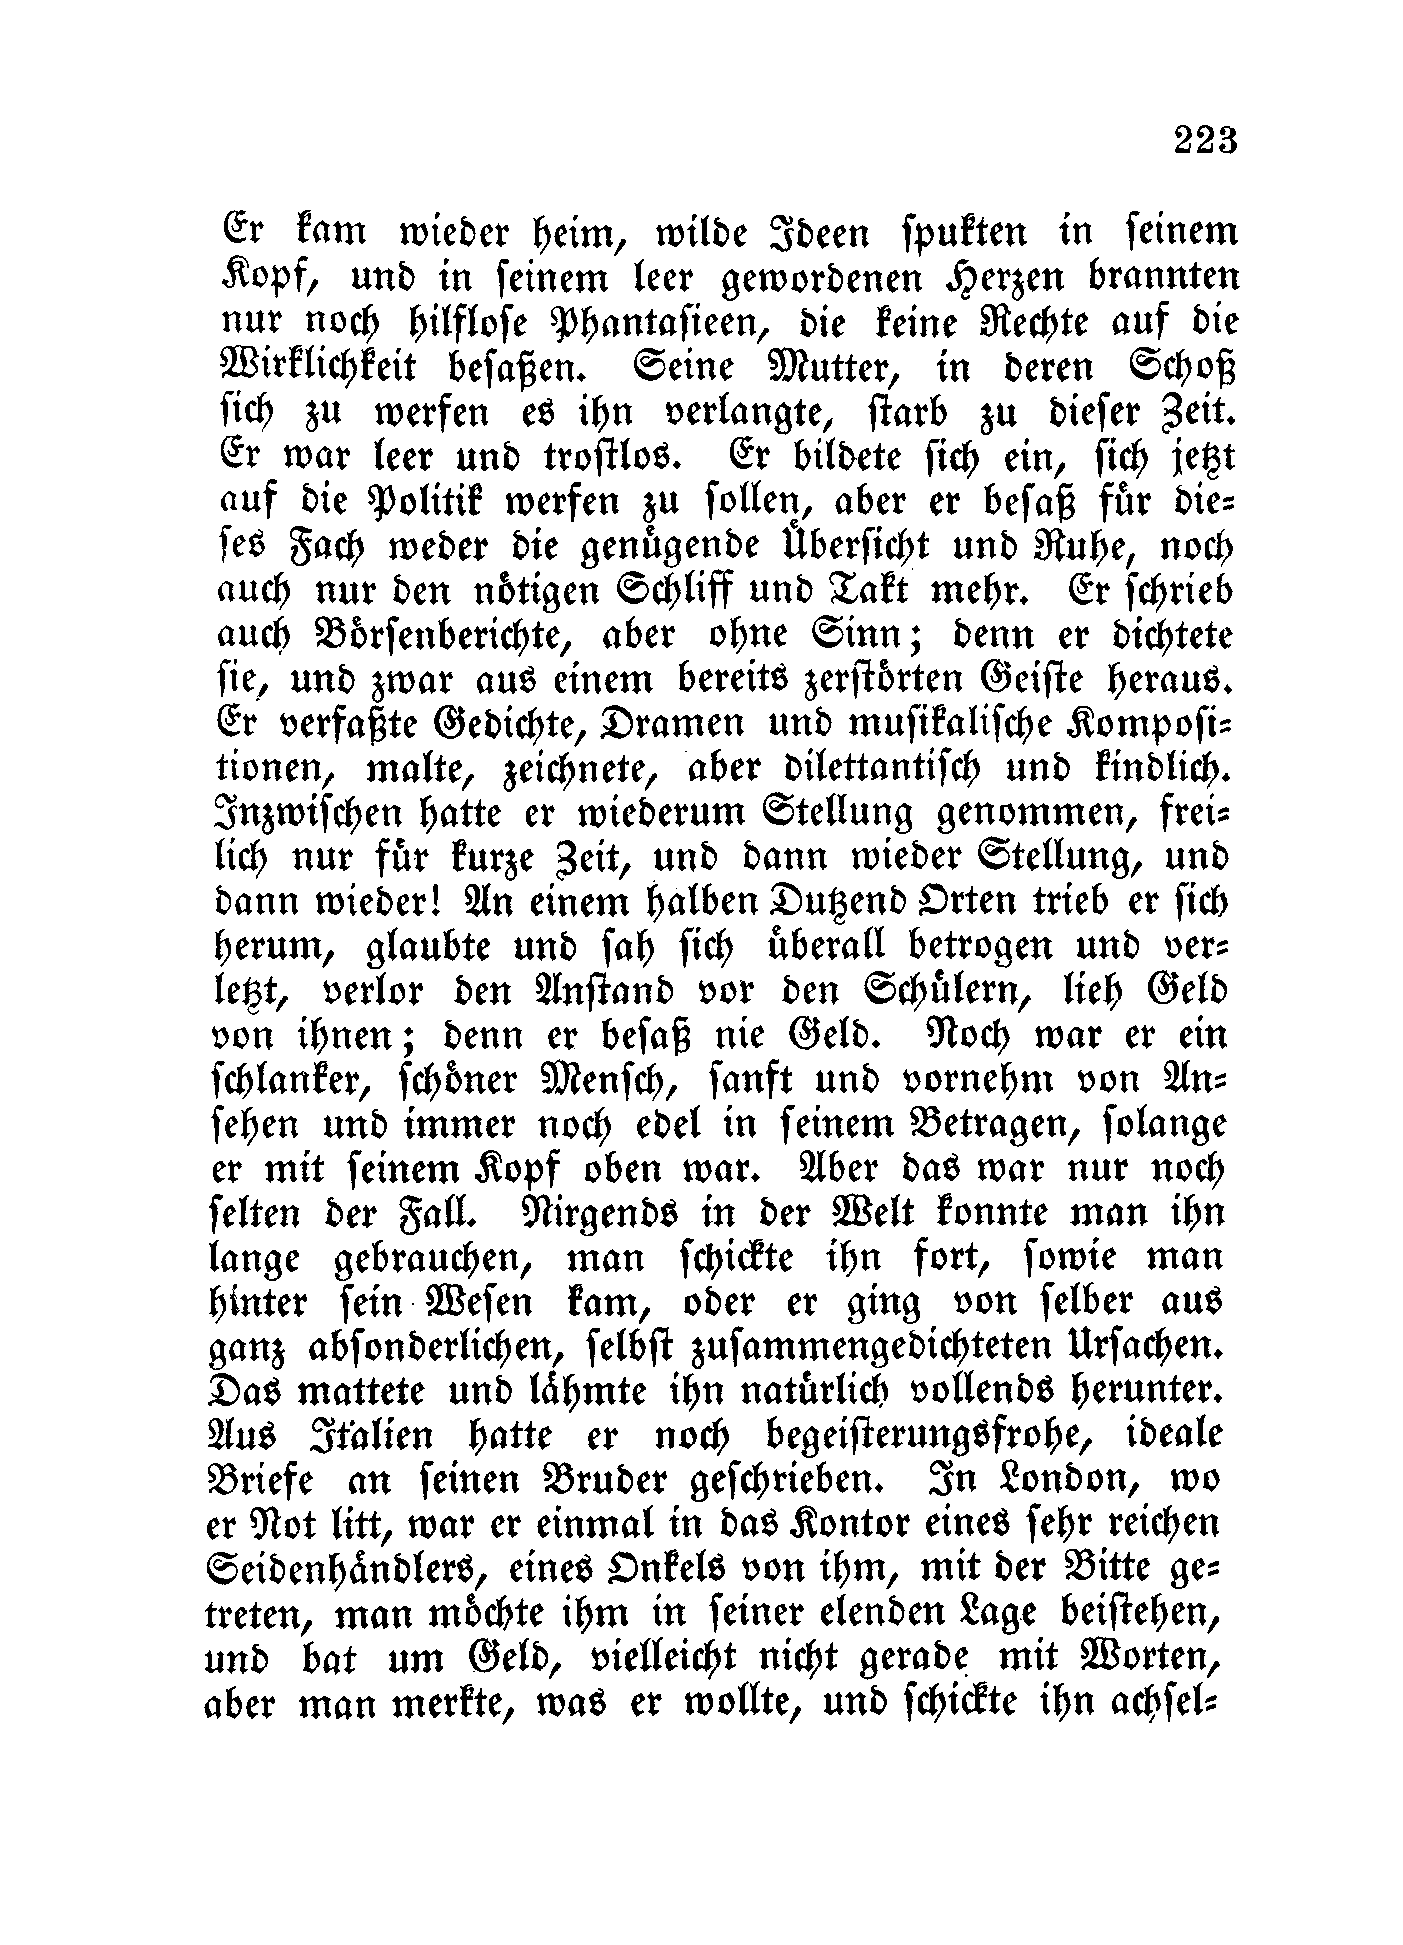 223
Er kam wieder heim, wilde Ideen spukten in seinem
Kopf, und in seinem leer gewordenen Herzen brannten
nur noch hilflose Phantasieen, die keine Rechte auf die
Wirklichkeit besaßen. Seine Mutter, in deren Schoß
sich zu werfen es ihn verlangte, starb zu dieser Zeit.
Er war leer und trostlos. Er bildete sich ein, sich jetzt
auf die Politik werfen zu sollen, aber er besaß für die-
ses Fach weder die genügende Übersicht und Ruhe, noch
auch nur den nötigen Schliff und Takt mehr. Er schrieb
auch Börsenberichte, aber ohne Sinn; denn er dichtete
sie, und zwar aus einem bereits zerstörten Geiste heraus.
Er verfaßte Gedichte, Dramen und musikalische Komposi-
tionen, malte, zeichnete, aber dilettantisch und kindlich.
Inzwischen hatte er wiederum Stellung genommen, frei-
lich nur für kurze Zeit, und dann wieder Stellung, und
dann wieder! An einem halben Dutzend Orten trieb er sich
herum, glaubte und sah sich überall betrogen und ver-
letzt, verlor den Anstand vor den Schülern, lieh Geld
von ihnen; denn er besaß nie Geld. Noch war er ein
schlanker, schöner Mensch, sanft und vornehm von An-
sehen und immer noch edel in seinem Betragen, solange
er mit seinem Kopf oben war. Aber das war nur noch
selten der Fall. Nirgends in der Welt konnte man ihn
lange gebrauchen, man schickte ihn fort, sowie man
hinter sein Wesen kam, oder er ging von selber aus
ganz absonderlichen, selbst zusammengedichteten Ursachen.
Das mattete und lähmte ihn natürlich vollends herunter.
Aus Italien hatte er noch begeisterungsfrohe, ideale
Briefe an seinen Bruder geschrieben. In London, wo
er Not litt, war er einmal in das Kontor eines sehr reichen
Seidenhändlers, eines Onkels von ihm, mit der Bitte ge-
treten, man möchte ihm in seiner elenden Lage beistehen,
und bat um Geld, vielleicht nicht gerade mit Worten,
aber man merkte, was er wollte, und schickte ihn achsel-